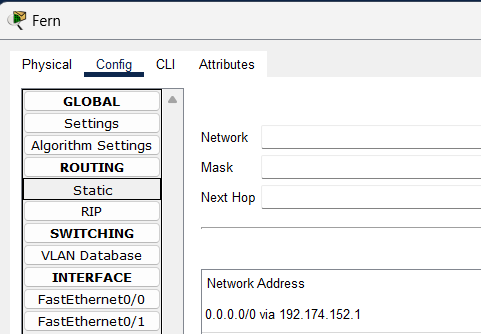 Fern
Physical Config CLI Attributes
GLOBAL
Settings
Algorithm Settings
ROUTING
Static
RIP
SWITCHING
VLAN Database
INTERFACE
FastEthernet0/0
FastEthernet0/1
Network
Mask
Next Hop
Network Address
0.0.0.0/0 via 192.174.152.1